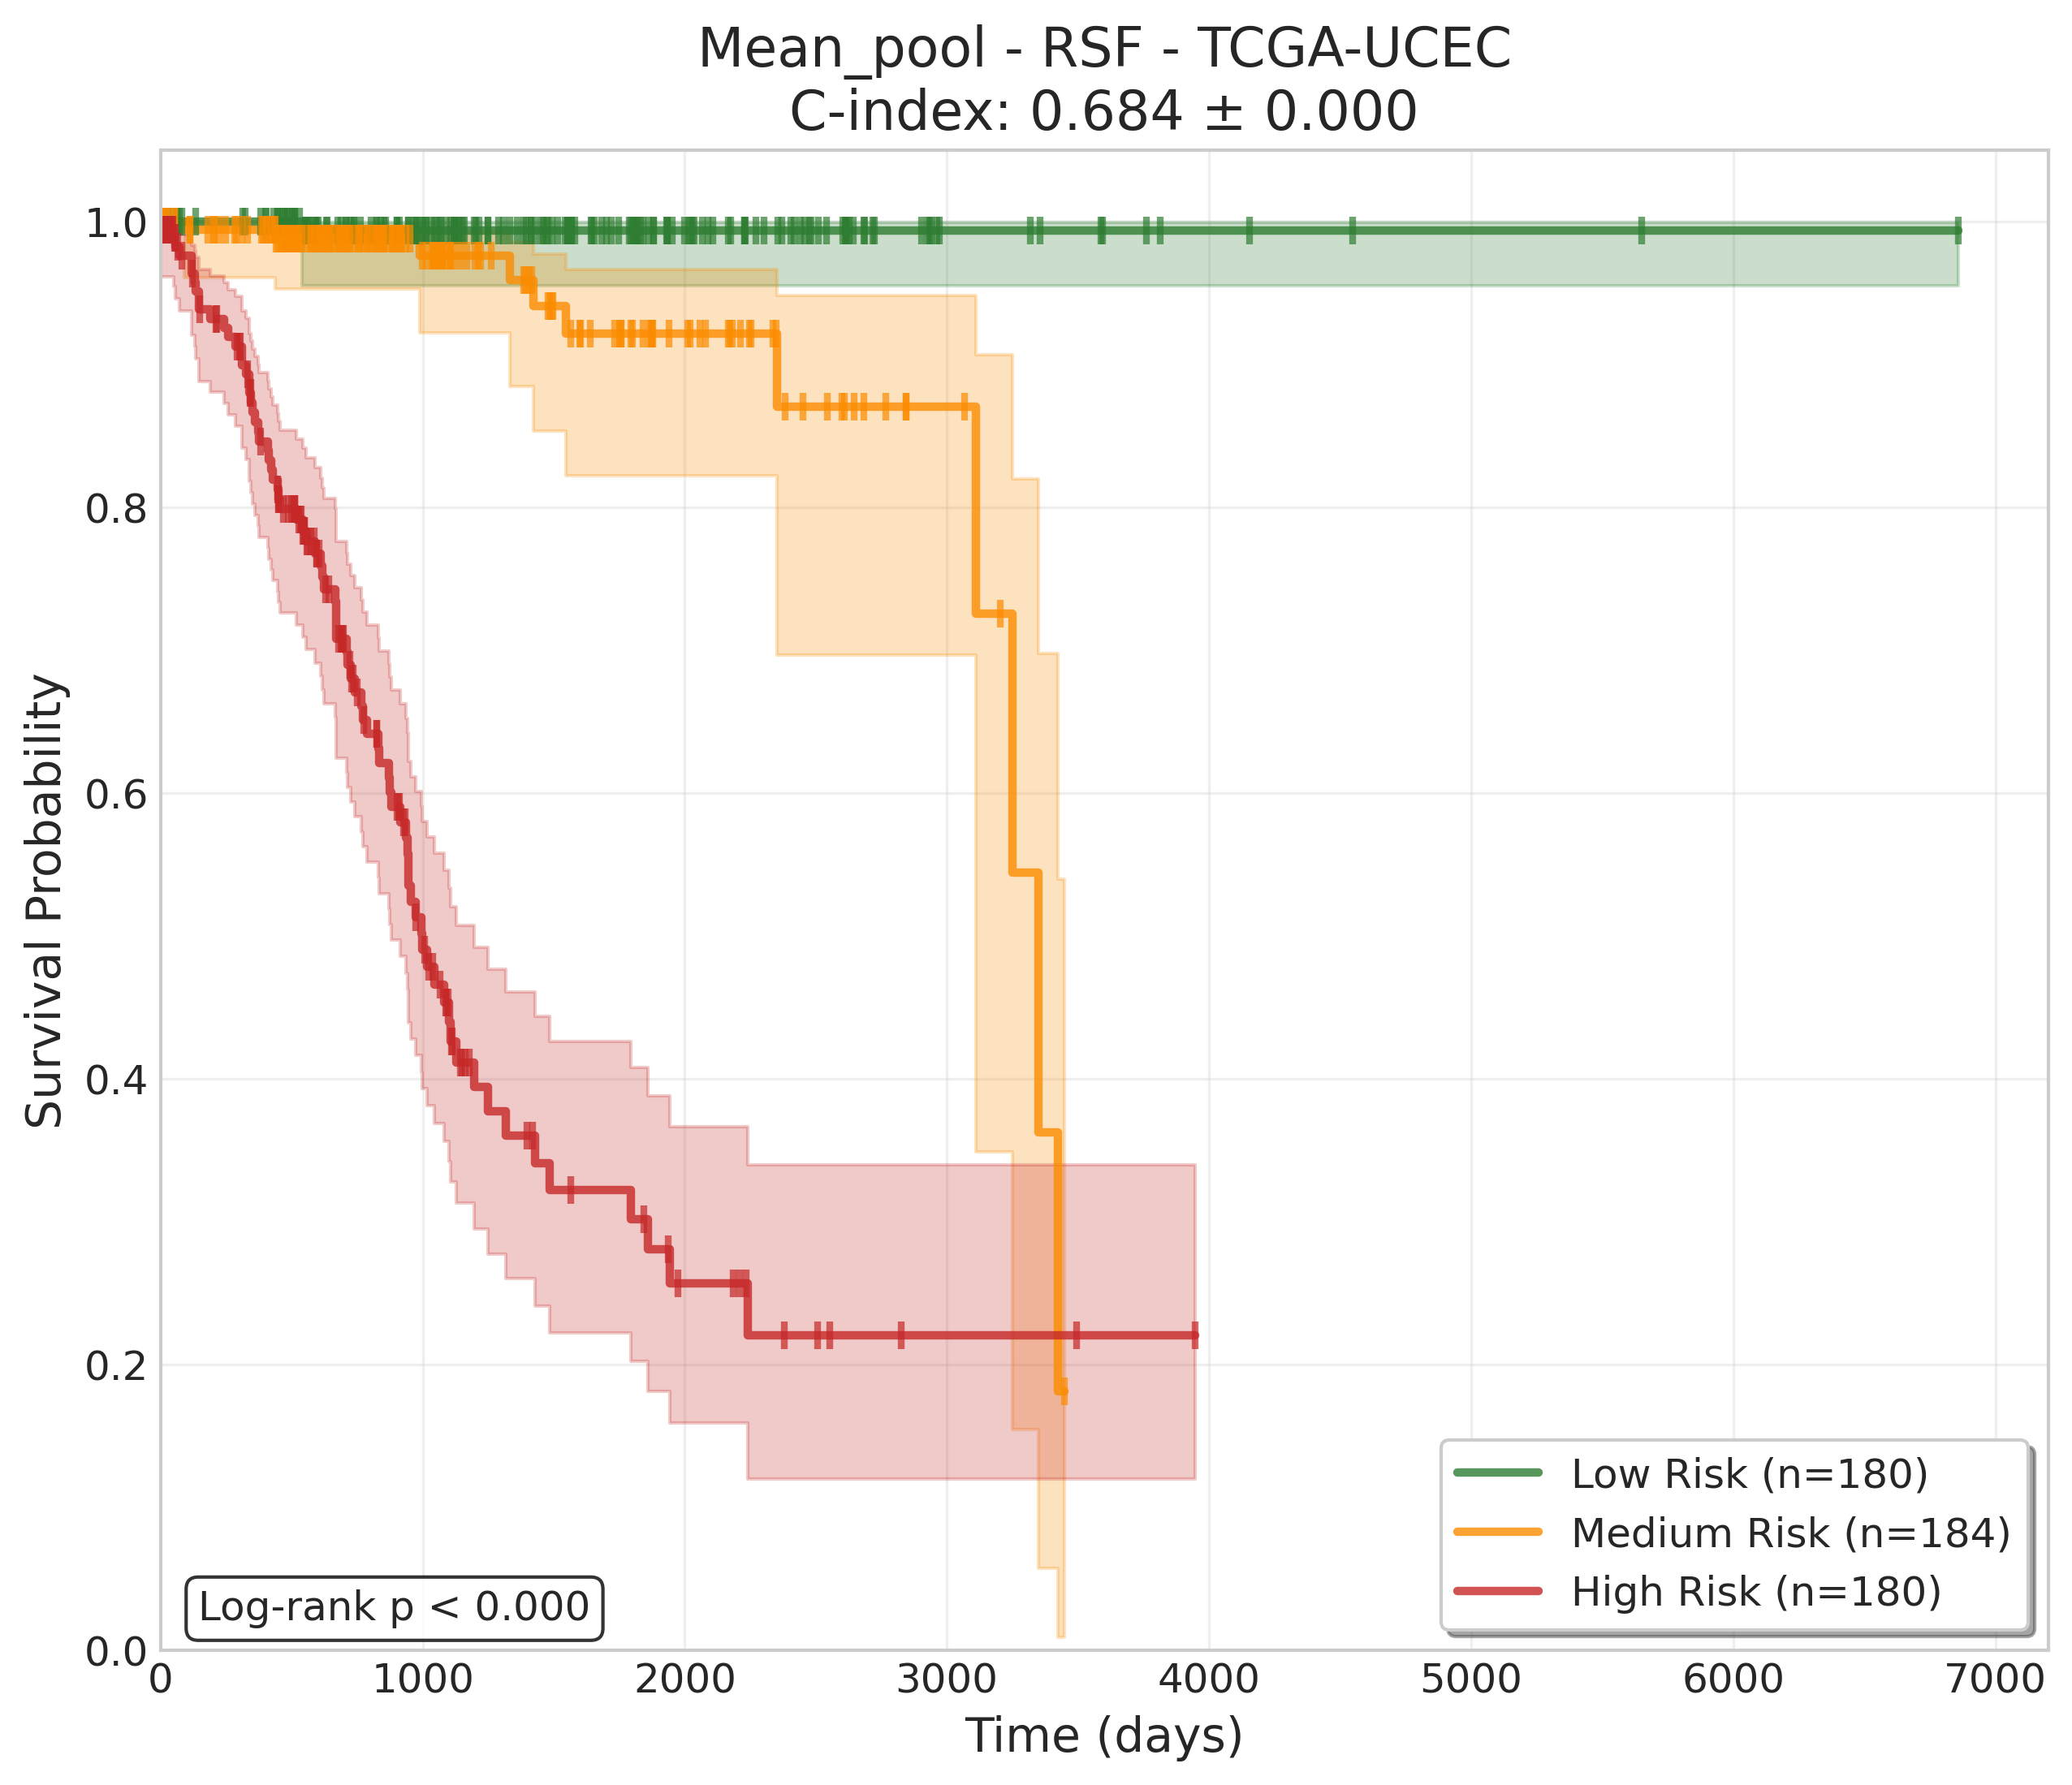 Mean_pool - RSF - TCGA-UCEC
C-index: 0.684 ± 0.000
Survival Probability
1.0
0.8
0.6
0.4
0.2
0.0
Log-rank p < 0.000
Low Risk (n=180)
Medium Risk (n=184)
High Risk (n=180)
0 1000 2000 3000 4000 5000 6000 7000
Time (days)